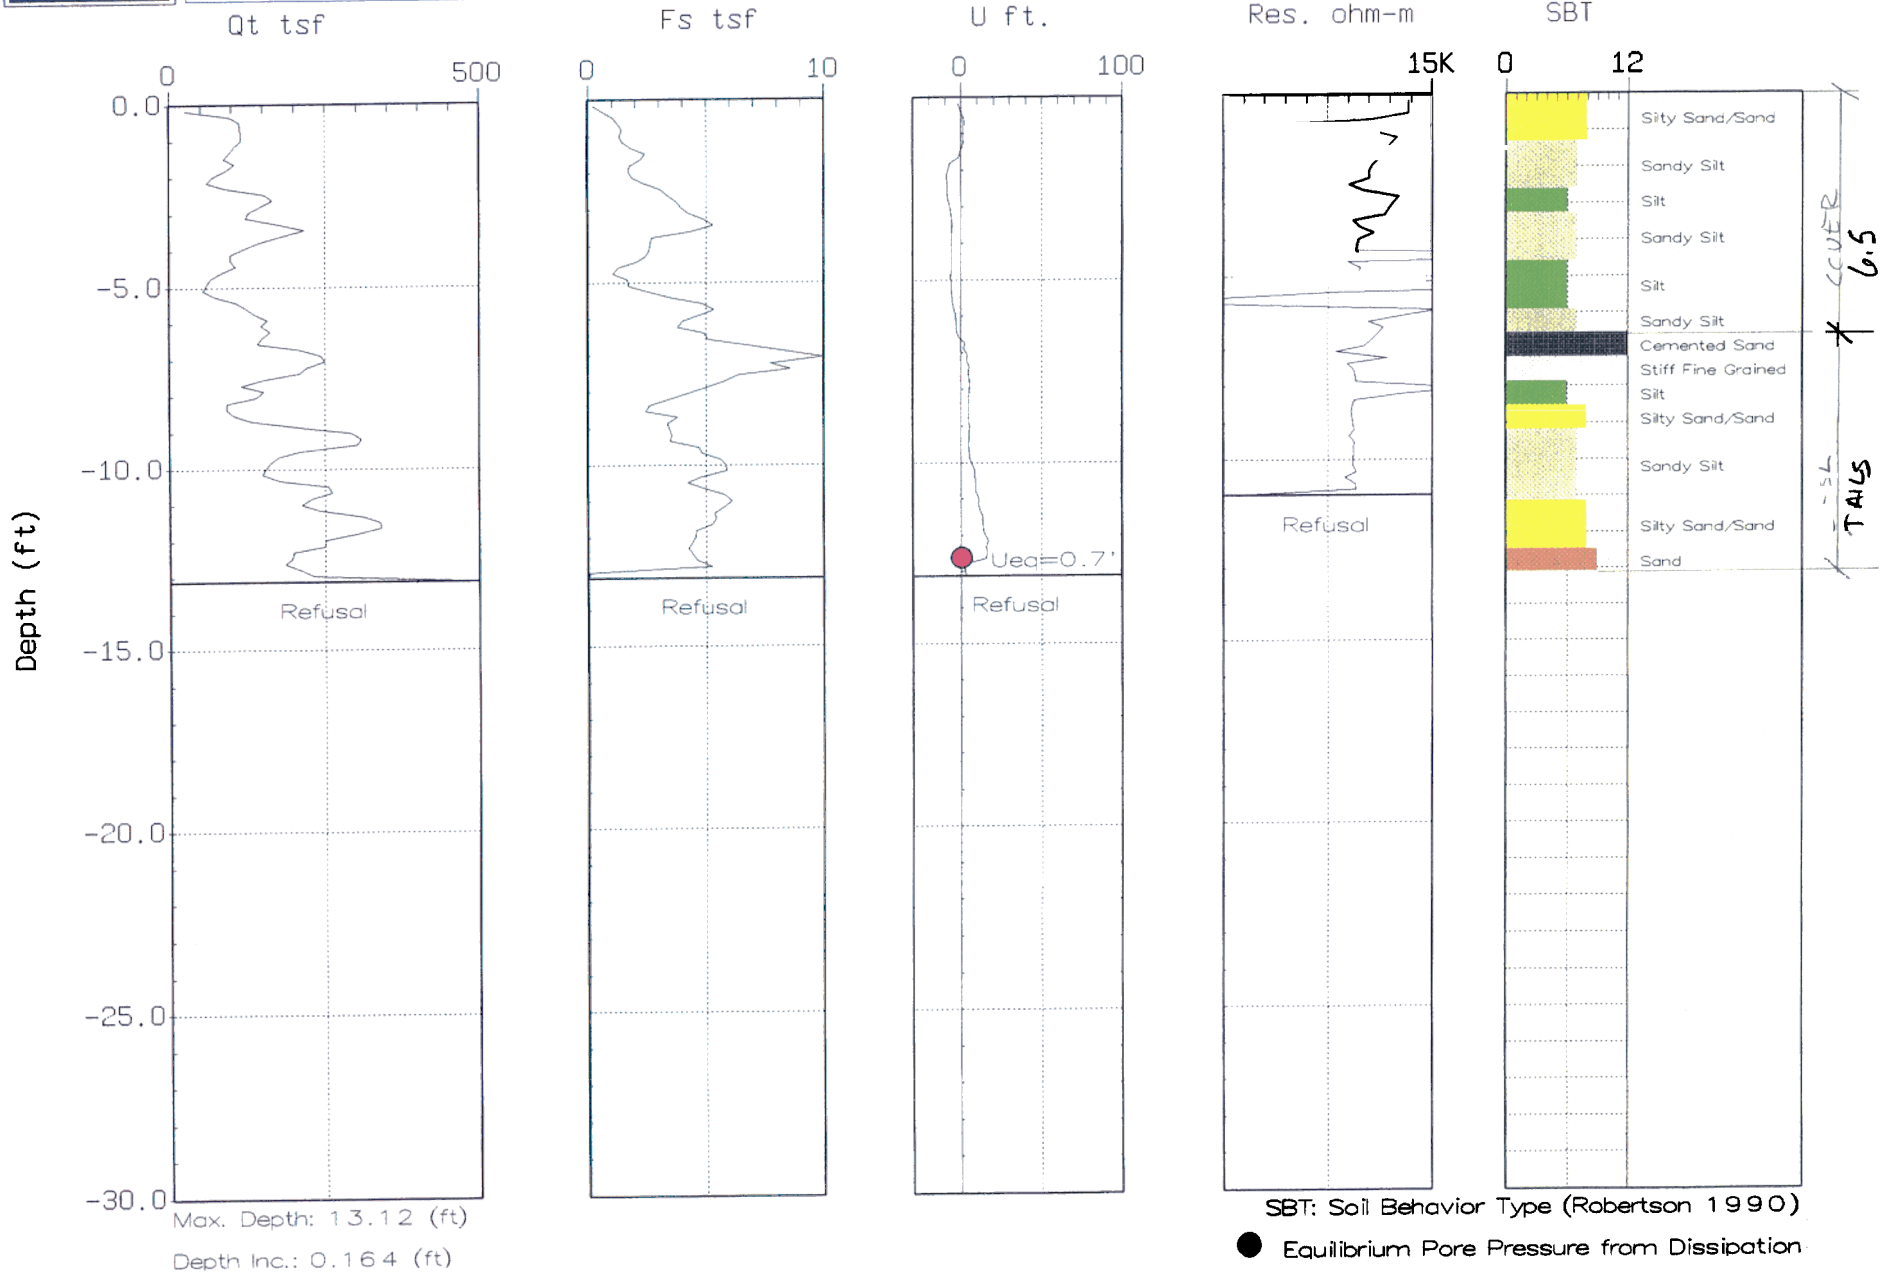 Qt tsf
Fs tsf
U ft.
Res. ohm-m
SBT
0 500
0 10
0 100
15K
0 12
0.0
-5.0
-10.0
-15.0
-20.0
-25.0
-30.0
Depth (ft)
Refusal
Refusal
Ueq=0.7'
Refusal
Refusal
Silty Sand/Sand
Sandy Silt
Silt
Sandy Silt
Silt
Sandy Silt
Cemented Sand
Stiff Fine Grained
Silt
Silty Sand/Sand
Sandy Silt
Silty Sand/Sand
Sand
COVER
6.5
TAILS
Max. Depth: 13.12 (ft)
Depth Inc.: 0.164 (ft)
SBT: Soil Behavior Type (Robertson 1990)
Equilibrium Pore Pressure from Dissipation